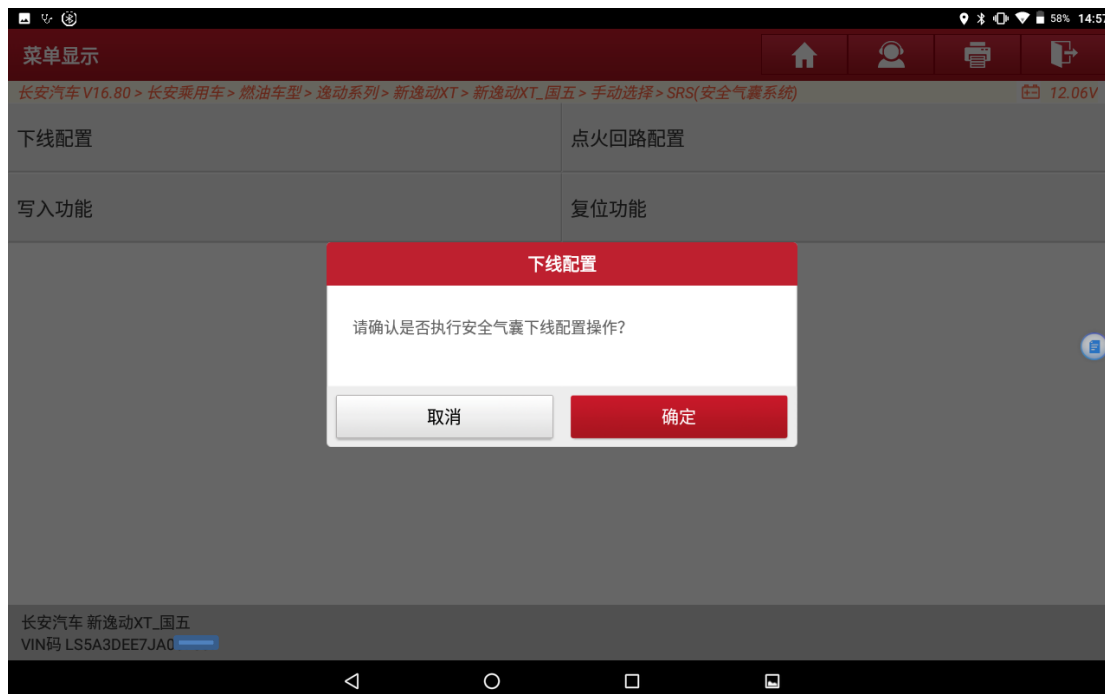 58% 14:57
菜单显示
长安汽车 V16.80 > 长安乘用车 > 燃油车型 > 逸动系列 > 新逸动XT > 新逸动XT_国五 > 手动选择 > SRS(安全气囊系统) 12.06V
下线配置 点火回路配置
写入功能 复位功能
下线配置
请确认是否执行安全气囊下线配置操作?
取消 确定
长安汽车 新逸动XT_国五
VIN码 LS5A3DEE7JA0